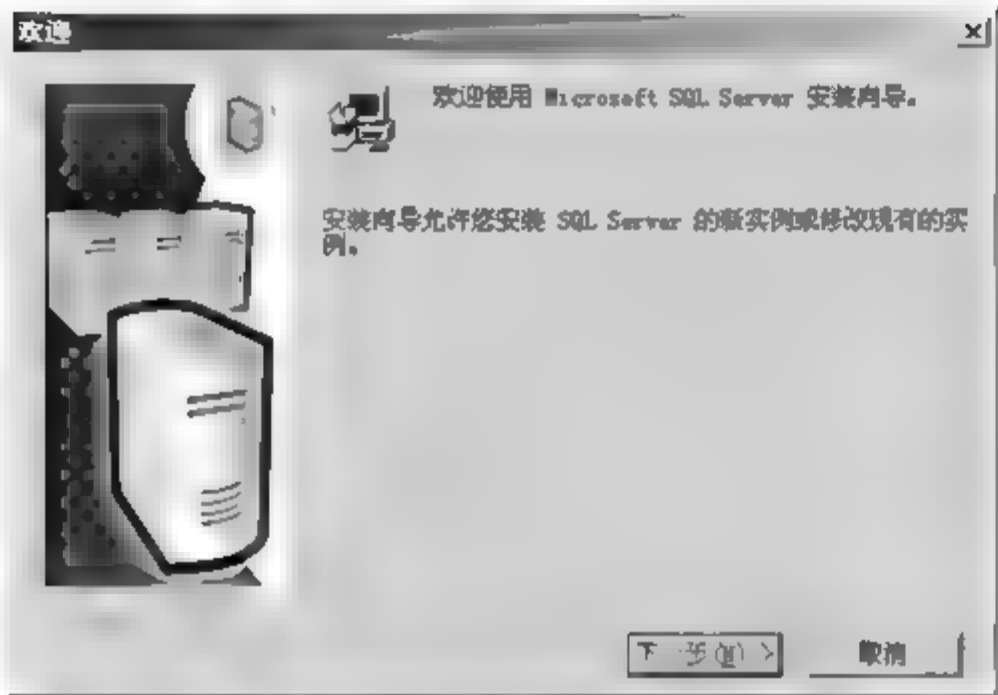 欢迎
欢迎使用 Microsoft SQL Server 安装向导。
安装向导允许您安装 SQL Server 的新实例或修改现有的实
例。
下一步(N) >
取消